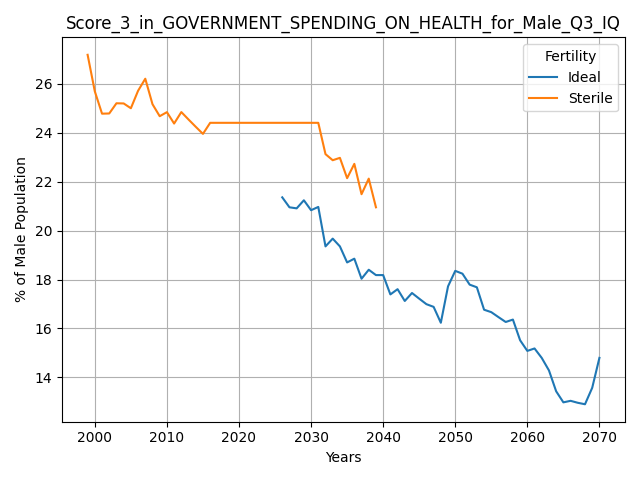 Score_3_in_GOVERNMENT_SPENDING_ON_HEALTH_for_Male_Q3_IQ
Fertility
Ideal
Sterile
% of Male Population
26
24
22
20
18
16
14
2000 2010 2020 2030 2040 2050 2060 2070
Years